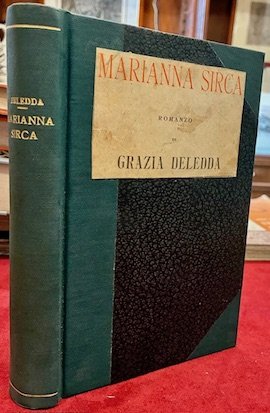 DELEDDA
MARIANNA
SIRCA
MARIANNA SIRCA
ROMANZO
DI
GRAZIA DELEDDA